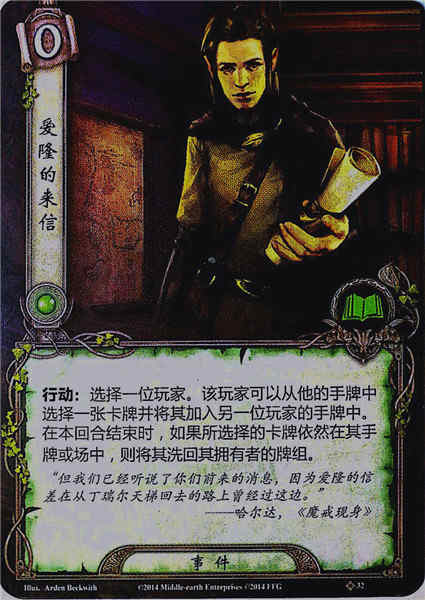 0
爱隆的来信
行动：选择一位玩家。该玩家可以从他的手牌中
选择一张卡牌并将其加入另一位玩家的手牌中。
在本回合结束时，如果所选择的卡牌依然在其手
牌或场中，则将其洗回其拥有者的牌组。
“但我们已经听说了你们前来的消息，因为爱隆的信
差在从丁瑞尔天梯回去的路上曾经过这边。”
——哈尔达，《魔戒现身》
事件
Illus. Arden Beckwith
©2014 Middle-earth Enterprises ©2014 FFG
32